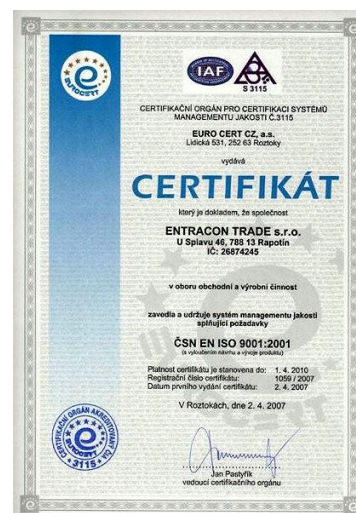 EUROCERT
IAF
S 3115
CERTIFIKAČNÍ ORGÁN PRO CERTIFIKACI SYSTÉMŮ
MANAGEMENTU JAKOSTI Č.3115
EURO CERT CZ, a.s.
Lidická 531, 252 63 Roztoky
vydává
CERTIFIKÁT
který je dokladem, že společnost
ENTRACON TRADE s.r.o.
U Splavu 46, 788 13 Rapotín
IČ: 26874245
v oboru obchodní a výrobní činnost
zavedla a udržuje systém managementu jakosti
splňující požadavky
ČSN EN ISO 9001:2001
(s vyloučením návrhu a vývoje produktu)
Platnost certifikátu je stanovena do: 1. 4. 2010
Registrační číslo certifikátu: 1059 / 2007
Datum prvního vydání certifikátu: 2. 4. 2007
V Roztokách, dne 2. 4. 2007
CERTIFIKAČNÍ ORGÁN AKREDITOVANÝ ČIA
3115
Jan Pastyřík
vedoucí certifikačního orgánu